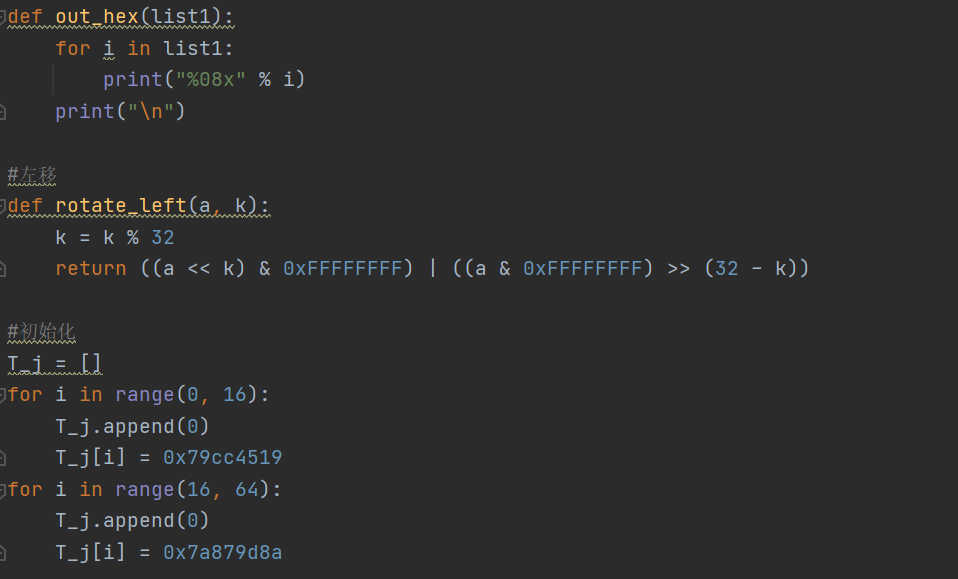 def out_hex(list1):
    for i in list1:
        print("%08x" % i)
    print("\n")

#左移
def rotate_left(a, k):
    k = k % 32
    return ((a << k) & 0xFFFFFFFF) | ((a & 0xFFFFFFFF) >> (32 - k))

#初始化
T_j = []
for i in range(0, 16):
    T_j.append(0)
    T_j[i] = 0x79cc4519
for i in range(16, 64):
    T_j.append(0)
    T_j[i] = 0x7a879d8a